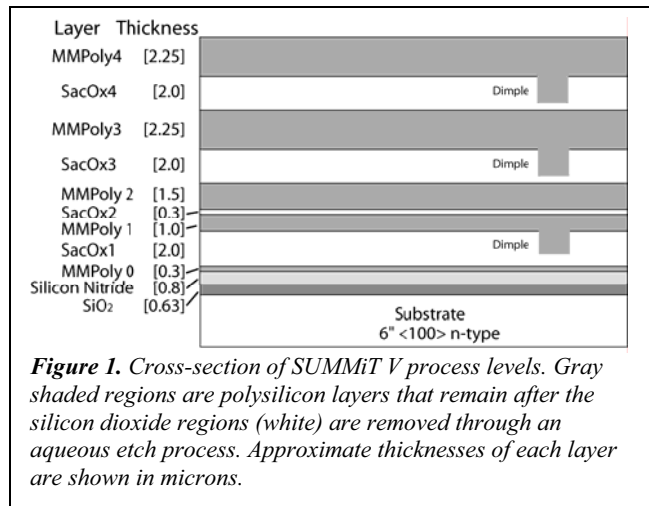 Layer Thickness
MMPoly4 [2.25]
SacOx4 [2.0] Dimple
MMPoly3 [2.25]
SacOx3 [2.0] Dimple
MMPoly 2 [1.5]
SacOx2 [0.3]
MMPoly 1 [1.0]
SacOx1 [2.0] Dimple
MMPoly 0 [0.3]
Silicon Nitride [0.8]
SiO₂ [0.63]
Substrate
6" <100> n-type
Figure 1. Cross-section of SUMMiT V process levels. Gray
shaded regions are polysilicon layers that remain after the
silicon dioxide regions (white) are removed through an
aqueous etch process. Approximate thicknesses of each layer
are shown in microns.